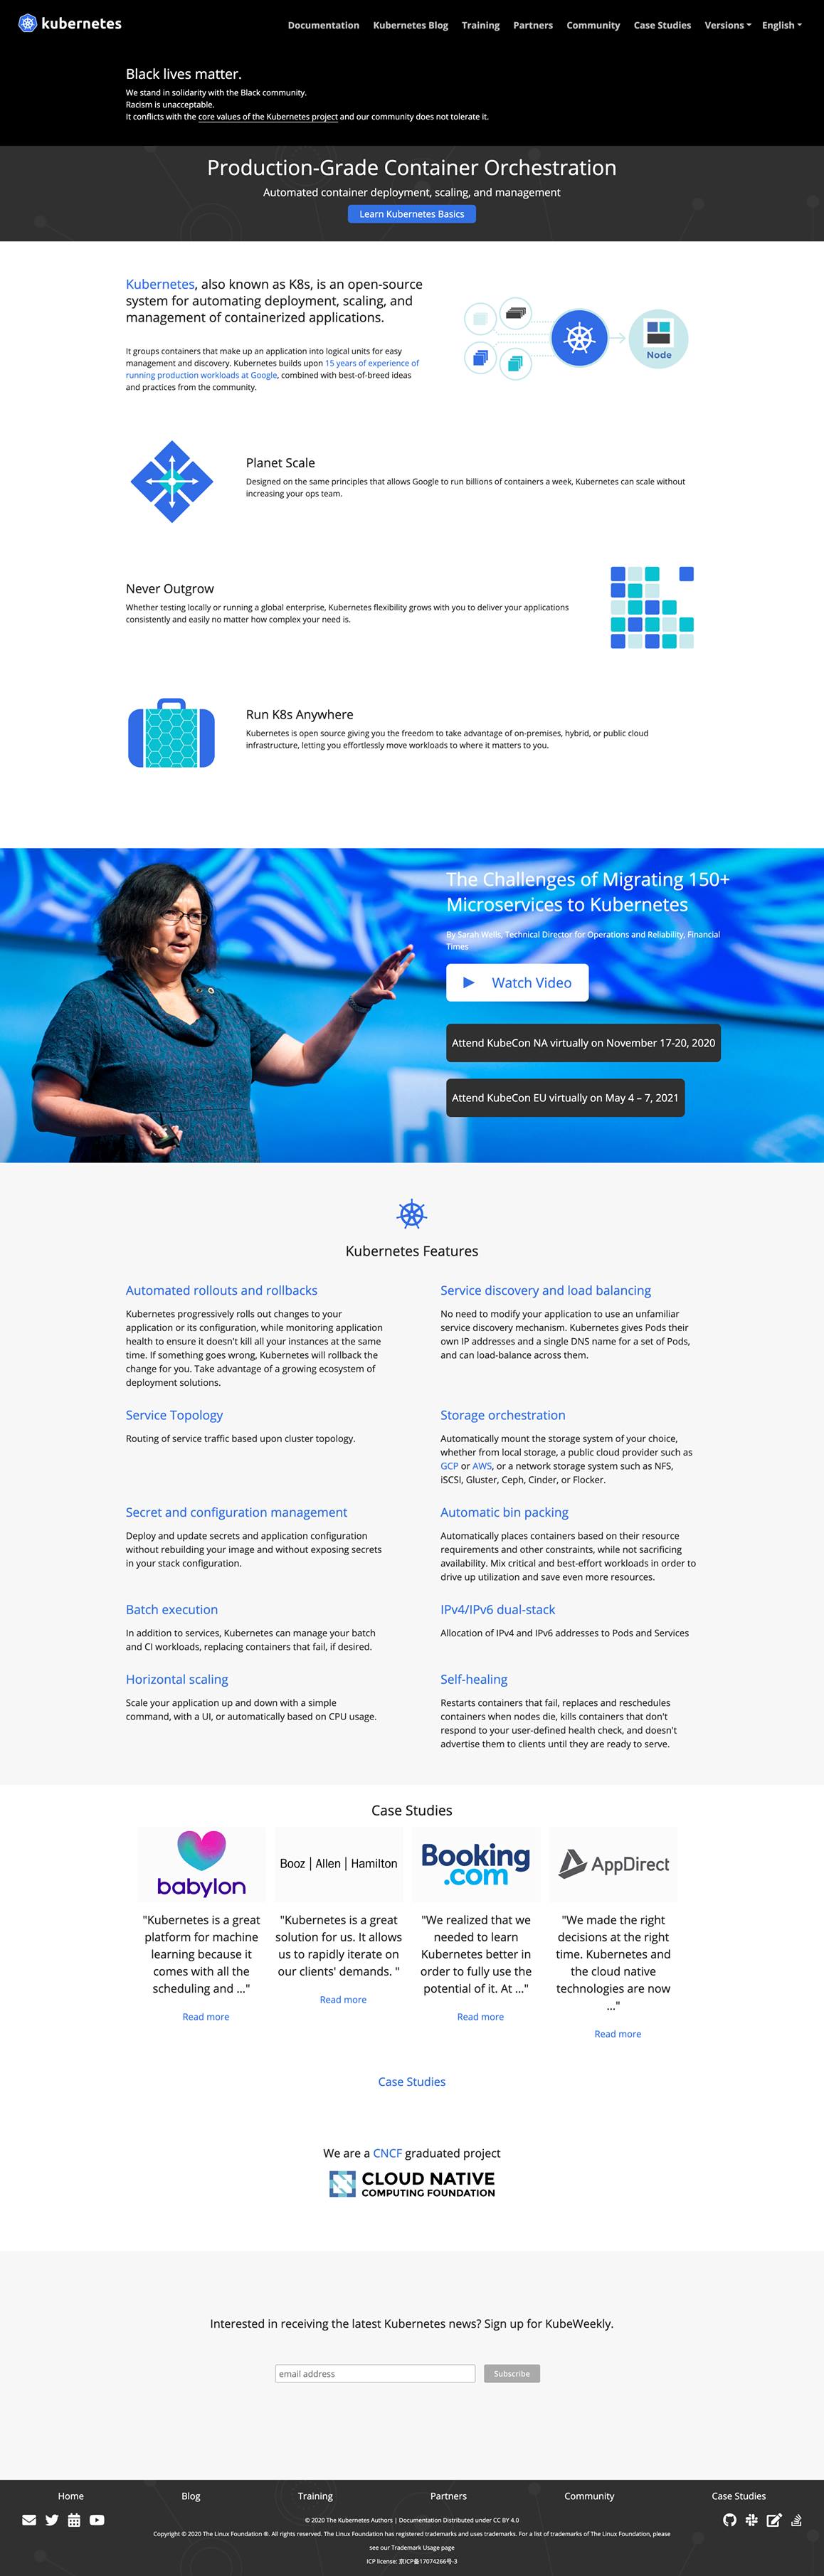 kubernetes
Documentation Kubernetes Blog Training Partners Community Case Studies Versions English
Black lives matter.
We stand in solidarity with the Black community.
Racism is unacceptable.
It conflicts with the core values of the Kubernetes project and our community does not tolerate it.
Production-Grade Container Orchestration
Automated container deployment, scaling, and management
Learn Kubernetes Basics
Kubernetes, also known as K8s, is an open-source
system for automating deployment, scaling, and
management of containerized applications.
It groups containers that make up an application into logical units for easy
management and discovery. Kubernetes builds upon 15 years of experience of
running production workloads at Google, combined with best-of-breed ideas
and practices from the community.
Node
Planet Scale
Designed on the same principles that allows Google to run billions of containers a week, Kubernetes can scale without
increasing your ops team.
Never Outgrow
Whether testing locally or running a global enterprise, Kubernetes flexibility grows with you to deliver your applications
consistently and easily no matter how complex your need is.
Run K8s Anywhere
Kubernetes is open source giving you the freedom to take advantage of on-premises, hybrid, or public cloud
infrastructure, letting you effortlessly move workloads to where it matters to you.
The Challenges of Migrating 150+
Microservices to Kubernetes
By Sarah Wells, Technical Director for Operations and Reliability, Financial
Times
Watch Video
Attend KubeCon NA virtually on November 17-20, 2020
Attend KubeCon EU virtually on May 4 – 7, 2021
Kubernetes Features
Automated rollouts and rollbacks
Kubernetes progressively rolls out changes to your
application or its configuration, while monitoring application
health to ensure it doesn't kill all your instances at the same
time. If something goes wrong, Kubernetes will rollback the
change for you. Take advantage of a growing ecosystem of
deployment solutions.
Service discovery and load balancing
No need to modify your application to use an unfamiliar
service discovery mechanism. Kubernetes gives Pods their
own IP addresses and a single DNS name for a set of Pods,
and can load-balance across them.
Service Topology
Routing of service traffic based upon cluster topology.
Storage orchestration
Automatically mount the storage system of your choice,
whether from local storage, a public cloud provider such as
GCP or AWS, or a network storage system such as NFS,
iSCSI, Gluster, Ceph, Cinder, or Flocker.
Secret and configuration management
Deploy and update secrets and application configuration
without rebuilding your image and without exposing secrets
in your stack configuration.
Automatic bin packing
Automatically places containers based on their resource
requirements and other constraints, while not sacrificing
availability. Mix critical and best-effort workloads in order to
drive up utilization and save even more resources.
Batch execution
In addition to services, Kubernetes can manage your batch
and CI workloads, replacing containers that fail, if desired.
IPv4/IPv6 dual-stack
Allocation of IPv4 and IPv6 addresses to Pods and Services
Horizontal scaling
Scale your application up and down with a simple
command, with a UI, or automatically based on CPU usage.
Self-healing
Restarts containers that fail, replaces and reschedules
containers when nodes die, kills containers that don't
respond to your user-defined health check, and doesn't
advertise them to clients until they are ready to serve.
Case Studies
babylon
"Kubernetes is a great
platform for machine
learning because it
comes with all the
scheduling and ..."
Read more
Booz | Allen | Hamilton
"Kubernetes is a great
solution for us. It allows
us to rapidly iterate on
our clients' demands. "
Read more
Booking
.com
"We realized that we
needed to learn
Kubernetes better in
order to fully use the
potential of it. At ..."
Read more
AppDirect
"We made the right
decisions at the right
time. Kubernetes and
the cloud native
technologies are now
..."
Read more
Case Studies
We are a CNCF graduated project
CLOUD NATIVE
COMPUTING FOUNDATION
Interested in receiving the latest Kubernetes news? Sign up for KubeWeekly.
email address
Subscribe
Home Blog Training Partners Community Case Studies
© 2020 The Kubernetes Authors | Documentation Distributed under CC BY 4.0
Copyright © 2020 The Linux Foundation ®. All rights reserved. The Linux Foundation has registered trademarks and uses trademarks. For a list of trademarks of The Linux Foundation, please
see our Trademark Usage page
ICP license: 京ICP备17074266号-3